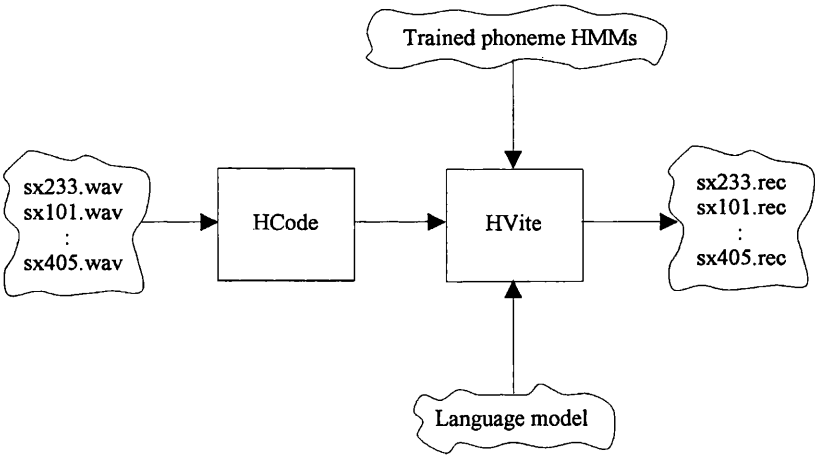 Trained phoneme HMMs
sx233.wav
sx101.wav
:
sx405.wav
HCode
HVite
sx233.rec
sx101.rec
:
sx405.rec
Language model